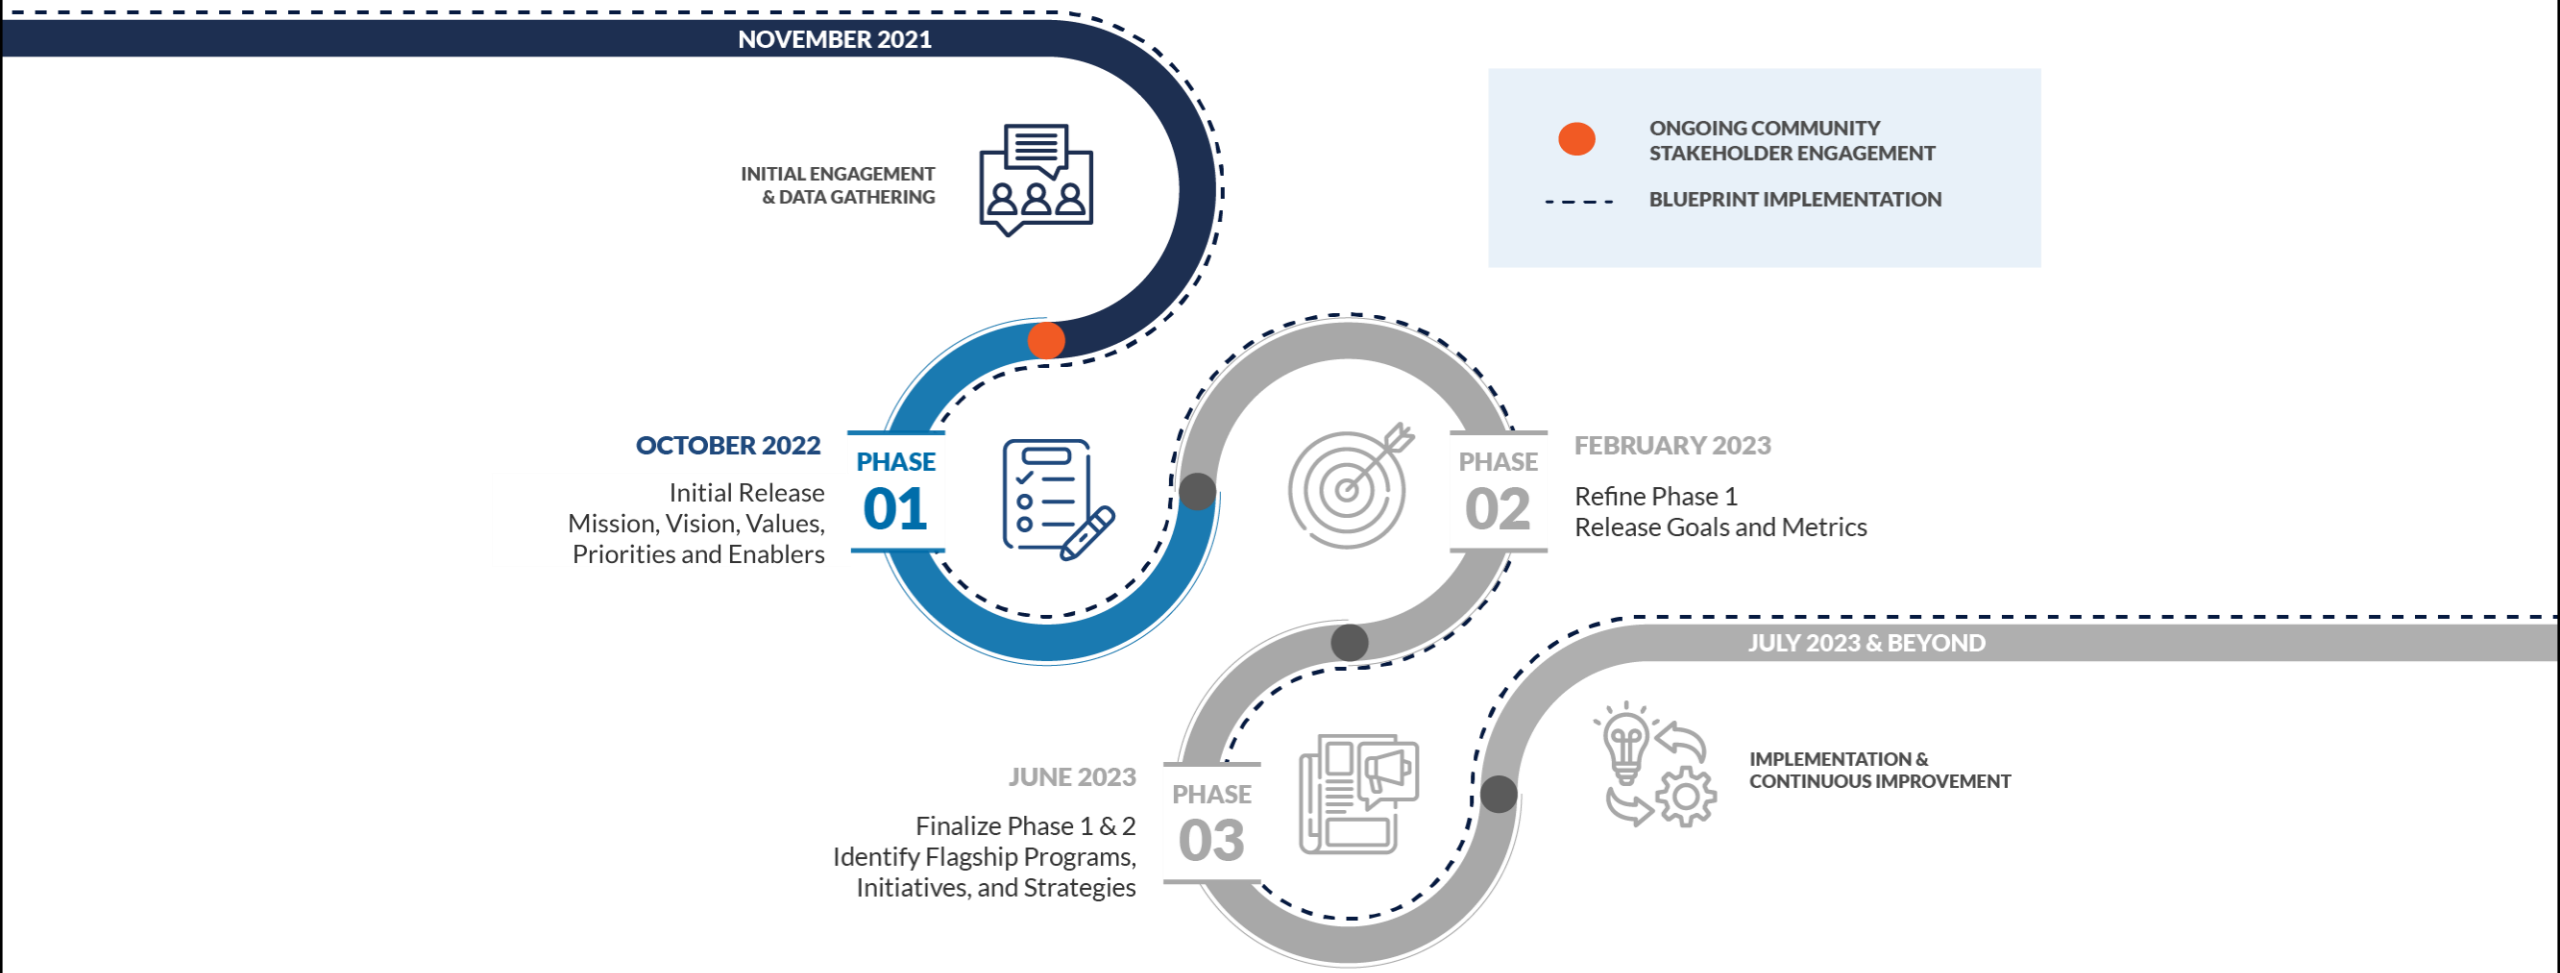 NOVEMBER 2021
INITIAL ENGAGEMENT
& DATA GATHERING
ONGOING COMMUNITY
STAKEHOLDER ENGAGEMENT
BLUEPRINT IMPLEMENTATION
OCTOBER 2022
Initial Release
Mission, Vision, Values,
Priorities and Enablers
PHASE
01
PHASE
02
FEBRUARY 2023
Refine Phase 1
Release Goals and Metrics
JUNE 2023
Finalize Phase 1 & 2
Identify Flagship Programs,
Initiatives, and Strategies
PHASE
03
JULY 2023 & BEYOND
IMPLEMENTATION &
CONTINUOUS IMPROVEMENT